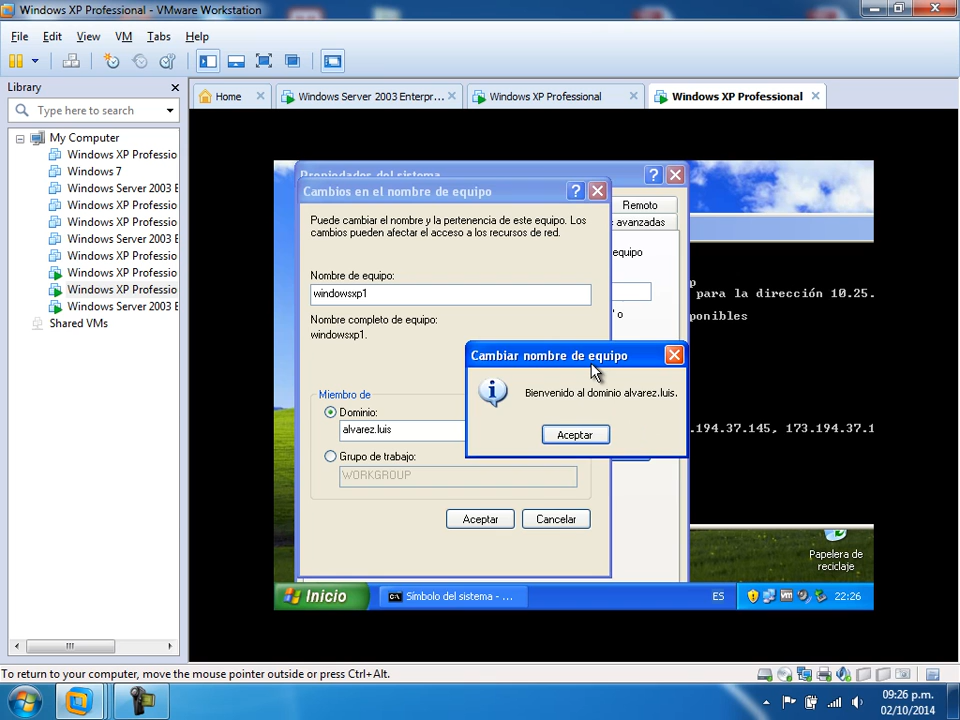 Windows XP Professional - VMware Workstation
File Edit View VM Tabs Help
Library
Type here to search
My Computer
Windows XP Professio
Windows 7
Windows Server 2003 E
Windows XP Professio
Windows XP Professio
Windows Server 2003 E
Windows XP Professio
Windows XP Professio
Windows XP Professio
Windows Server 2003 E
Shared VMs
Home
Windows Server 2003 Enterpr...
Windows XP Professional
Windows XP Professional
Propiedades del sistema
Remoto
avanzadas
equipo
Cambios en el nombre de equipo
Puede cambiar el nombre y la pertenencia de este equipo. Los
cambios pueden afectar el acceso a los recursos de red.
Nombre de equipo:
windowsxp1
Nombre completo de equipo:
windowsxp1.
Miembro de
Dominio:
alvarez.luis
Grupo de trabajo:
WORKGROUP
Aceptar
Cancelar
Cambiar nombre de equipo
Bienvenido al dominio alvarez.luis.
Aceptar
p
para la dirección 10.25.
ponibles
.194.37.145, 173.194.37.1
Papelera de
reciclaje
Inicio
Símbolo del sistema - ...
ES
22:26
To return to your computer, move the mouse pointer outside or press Ctrl+Alt.
09:26 p.m.
02/10/2014